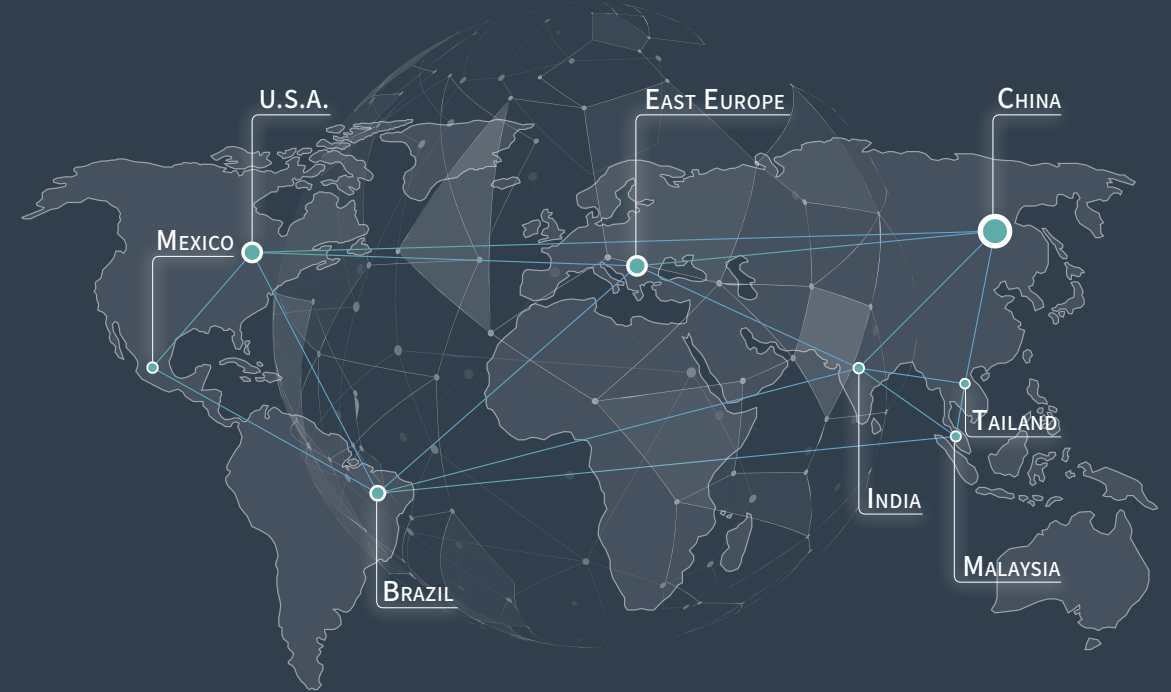 U.S.A.
East Europe
China
Mexico
Tailand
India
Malaysia
Brazil